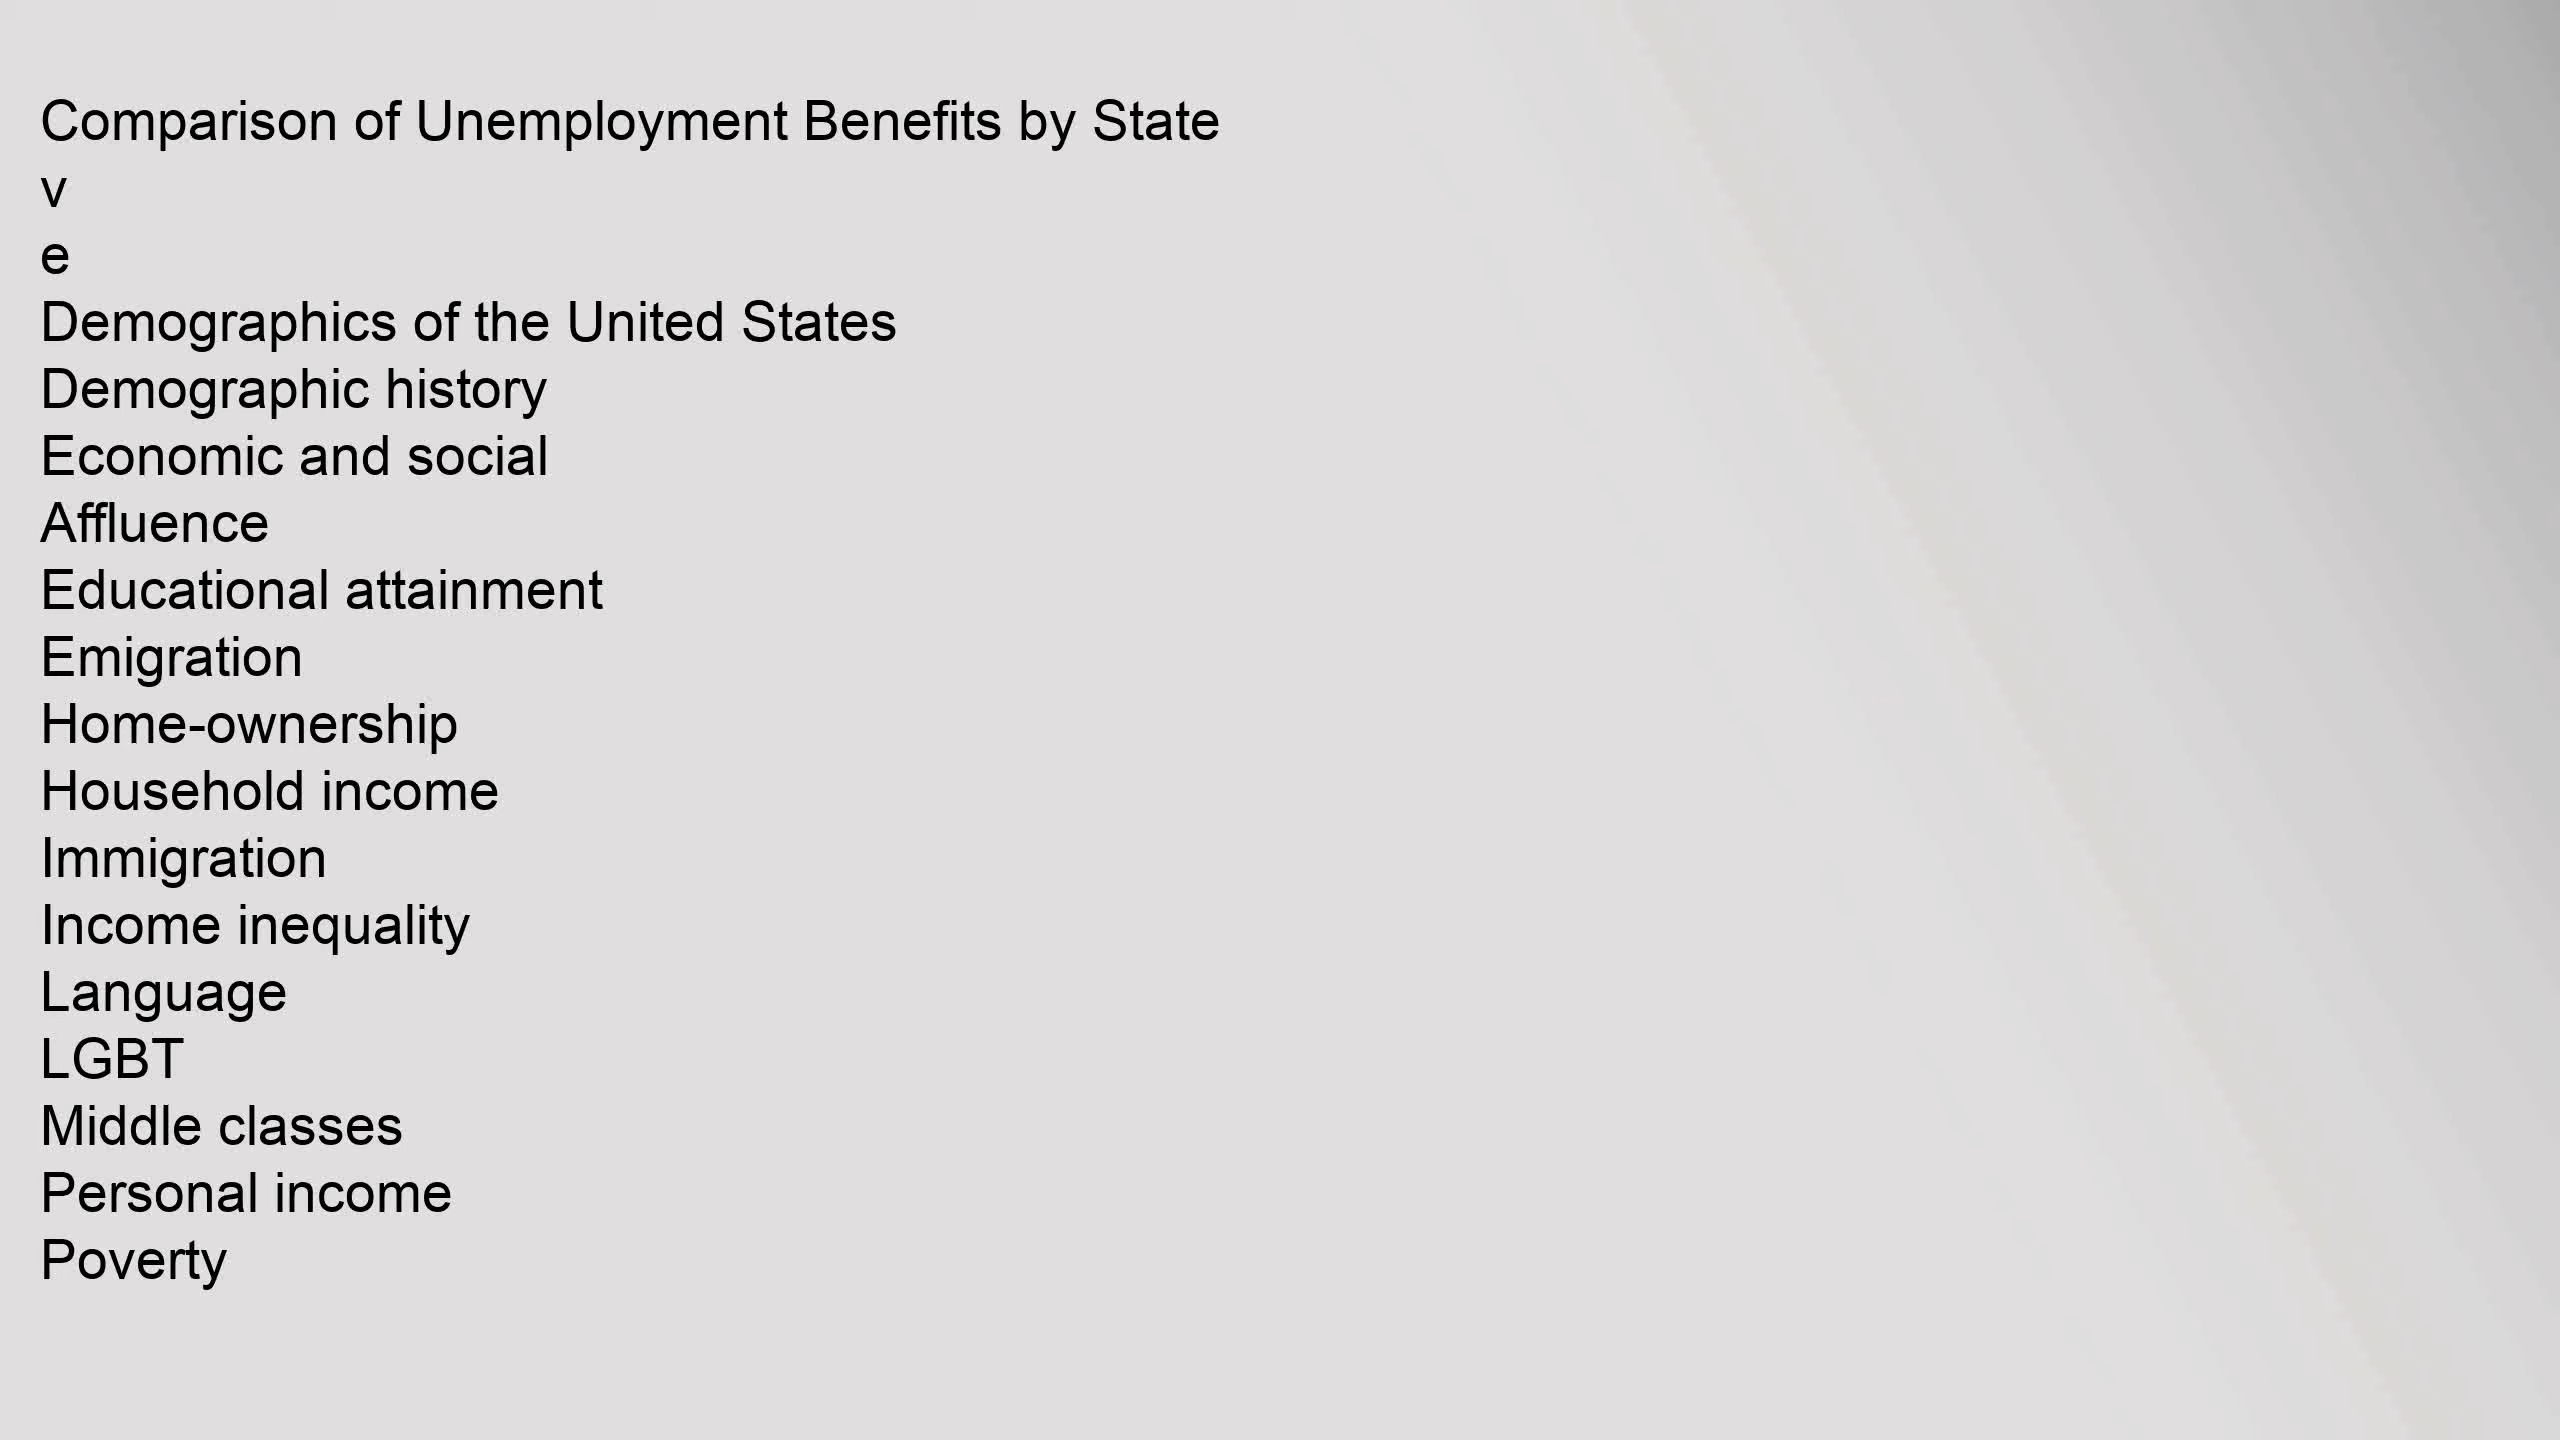 Comparison of Unemployment Benefits by State
v
e
Demographics of the United States
Demographic history
Economic and social
Affluence
Educational attainment
Emigration
Home-ownership
Household income
Immigration
Income inequality
Language
LGBT
Middle classes
Personal income
Poverty